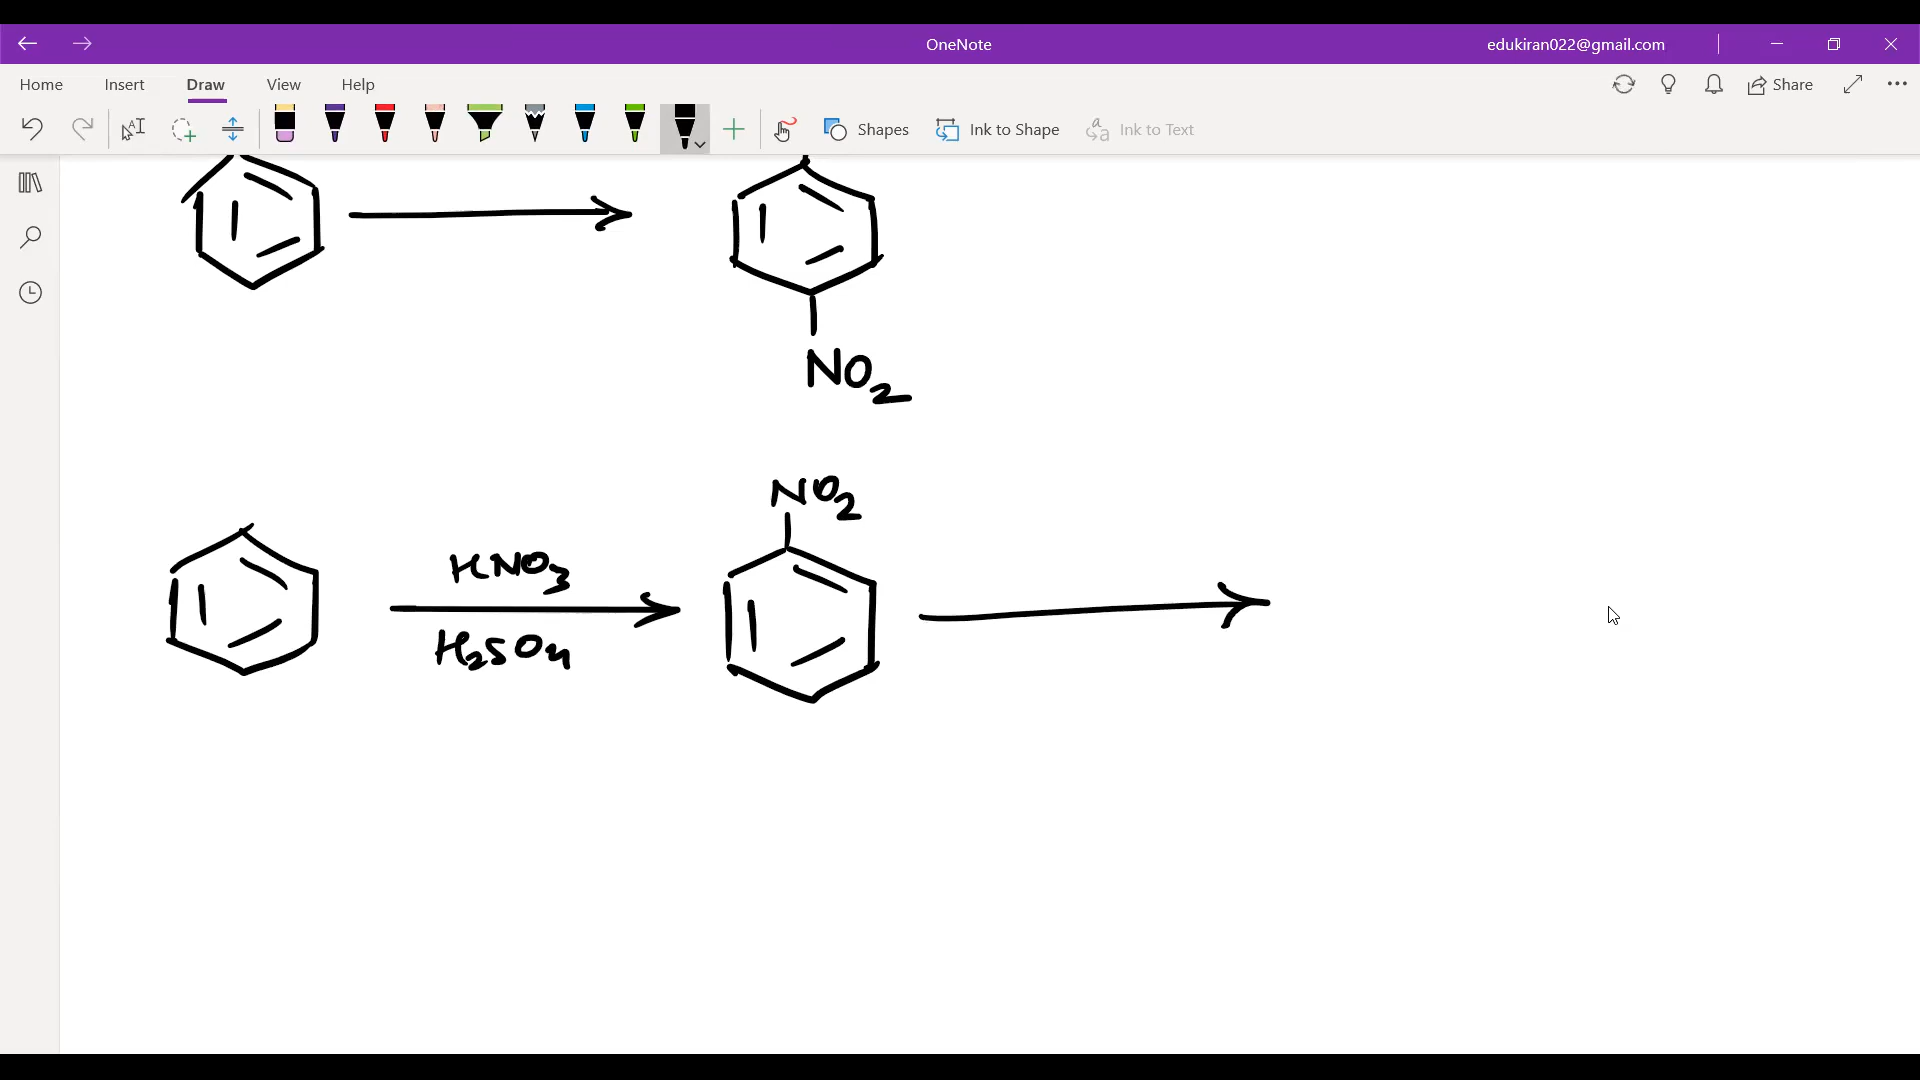 OneNote
edukiran022@gmail.com
Home Insert Draw View Help
Share
Shapes
Ink to Shape
Ink to Text
NO2
NO2
HNO3
H2SO4